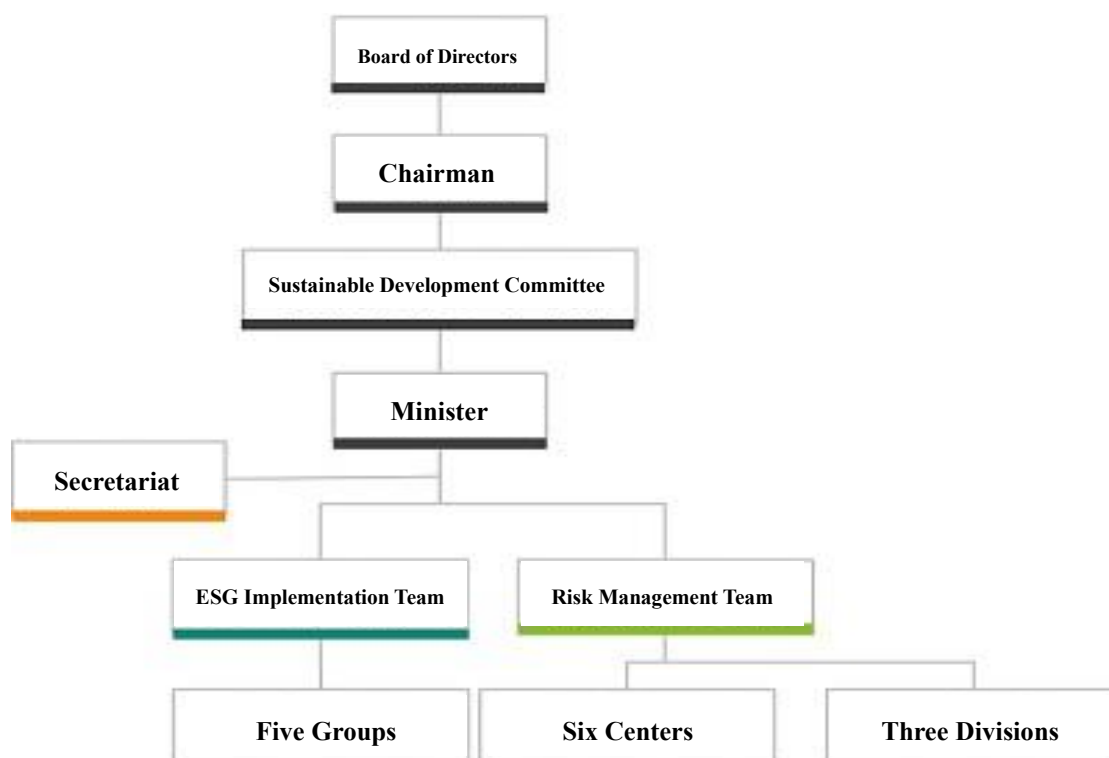 Board of Directors
Chairman
Sustainable Development Committee
Minister
Secretariat
ESG Implementation Team
Risk Management Team
Five Groups
Six Centers
Three Divisions